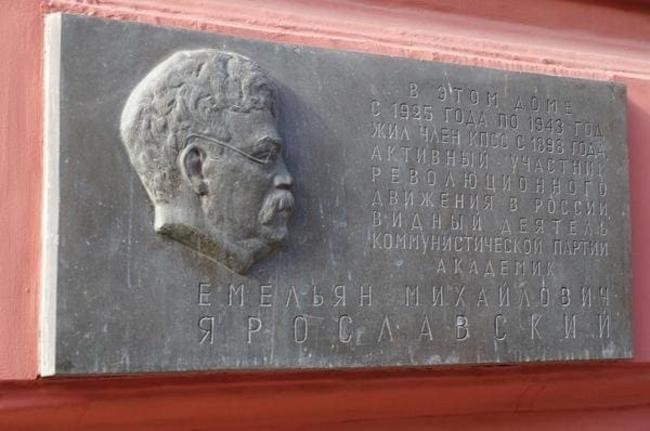 В ЭТОМ ДОМЕ
С 1925 ГОДА ПО 1943 ГОД
ЖИЛ ЧЛЕН КПСС С 1898 ГОДА,
АКТИВНЫЙ УЧАСТНИК
РЕВОЛЮЦИОННОГО
ДВИЖЕНИЯ В РОССИИ,
ВИДНЫЙ ДЕЯТЕЛЬ
КОММУНИСТИЧЕСКОЙ ПАРТИИ
АКАДЕМИК
ЕМЕЛЬЯН МИХАЙЛОВИЧ
ЯРОСЛАВСКИЙ